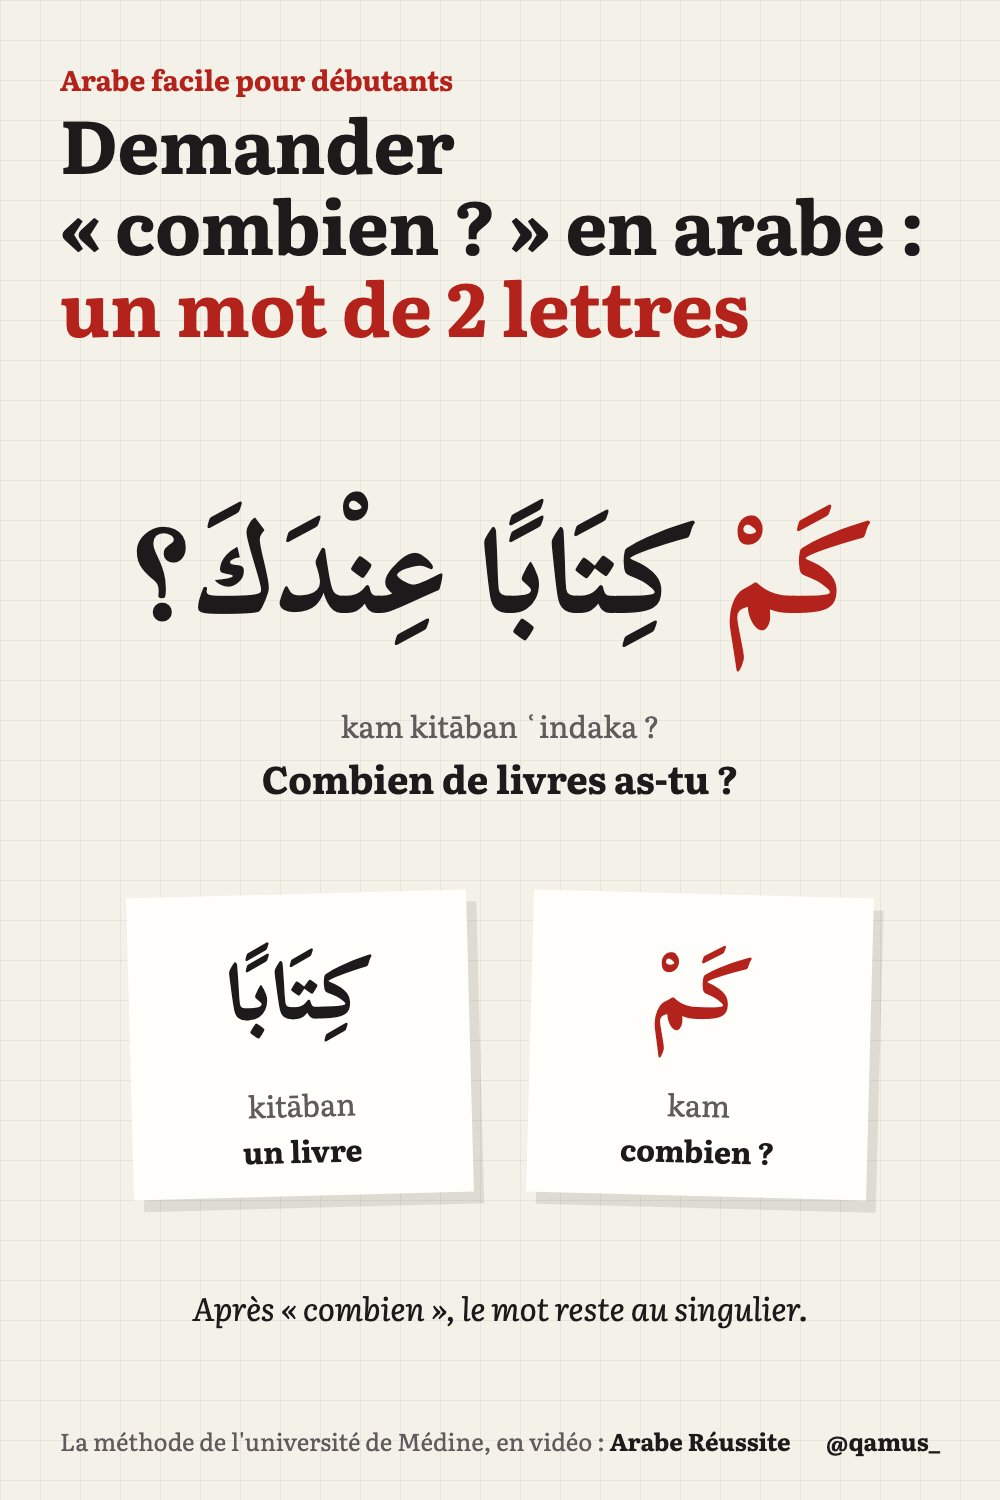 Arabe facile pour débutants
Demander
« combien ? » en arabe :
un mot de 2 lettres
كَمْ كِتَابًا عِنْدَكَ؟
kam kitāban ʿindaka ?
Combien de livres as-tu ?
كِتَابًا
kitāban
un livre
كَمْ
kam
combien ?
Après « combien », le mot reste au singulier.
La méthode de l'université de Médine, en vidéo : Arabe Réussite @qamus_